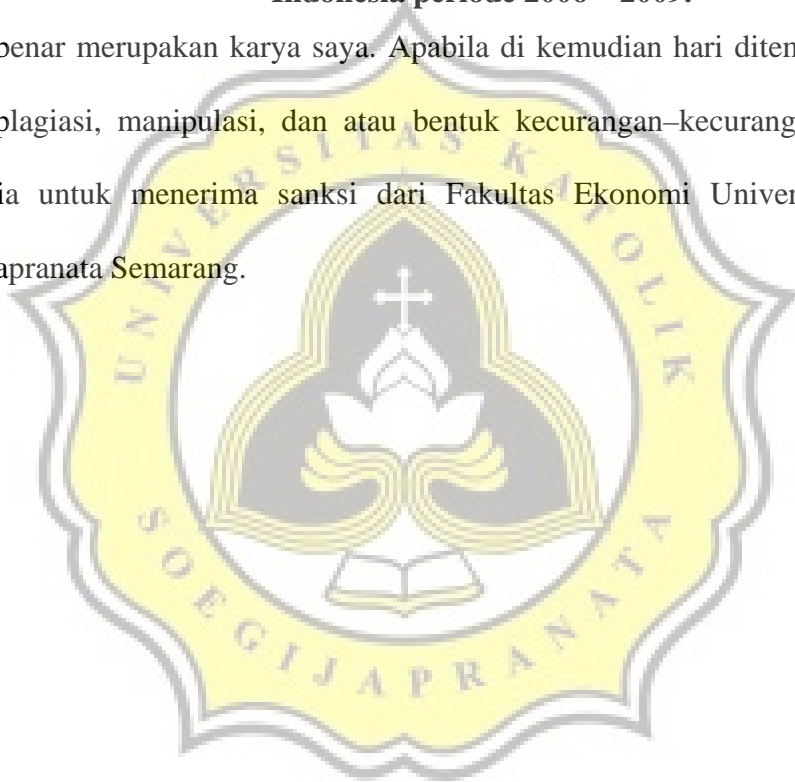 Indonesia periode 2006 – 2009.
benar merupakan karya saya. Apabila di kemudian hari diten
plagiasi, manipulasi, dan atau bentuk kecurangan–kecurang
ia untuk menerima sanksi dari Fakultas Ekonomi Univer
apranata Semarang.
UNIVERSITAS KATOLIK
SOEGIJAPRANATA